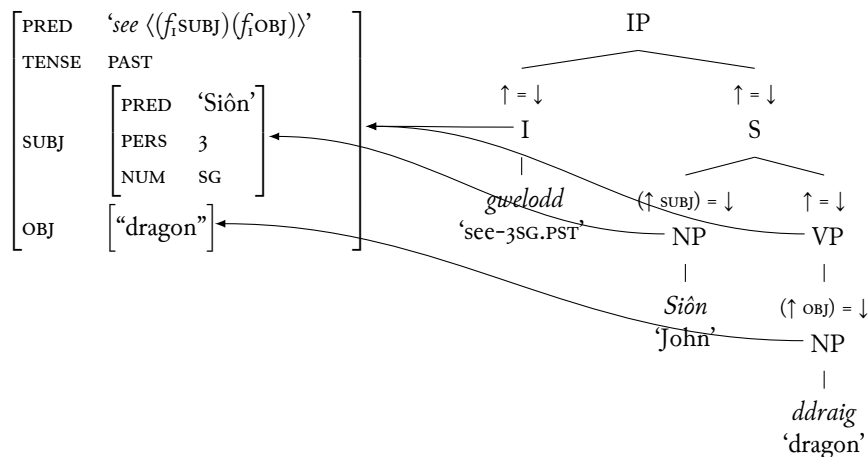 PRED ‘see ⟨(f₁SUBJ)(f₁OBJ)⟩’
TENSE PAST
SUBJ
PRED ‘Siôn’
PERS 3
NUM SG
OBJ [“dragon”]
IP
↑ = ↓ ↑ = ↓
I S
gwelodd
‘see-3SG.PST’
(↑ SUBJ) = ↓ ↑ = ↓
NP VP
Siôn
‘John’
(↑ OBJ) = ↓
NP
ddraig
‘dragon’